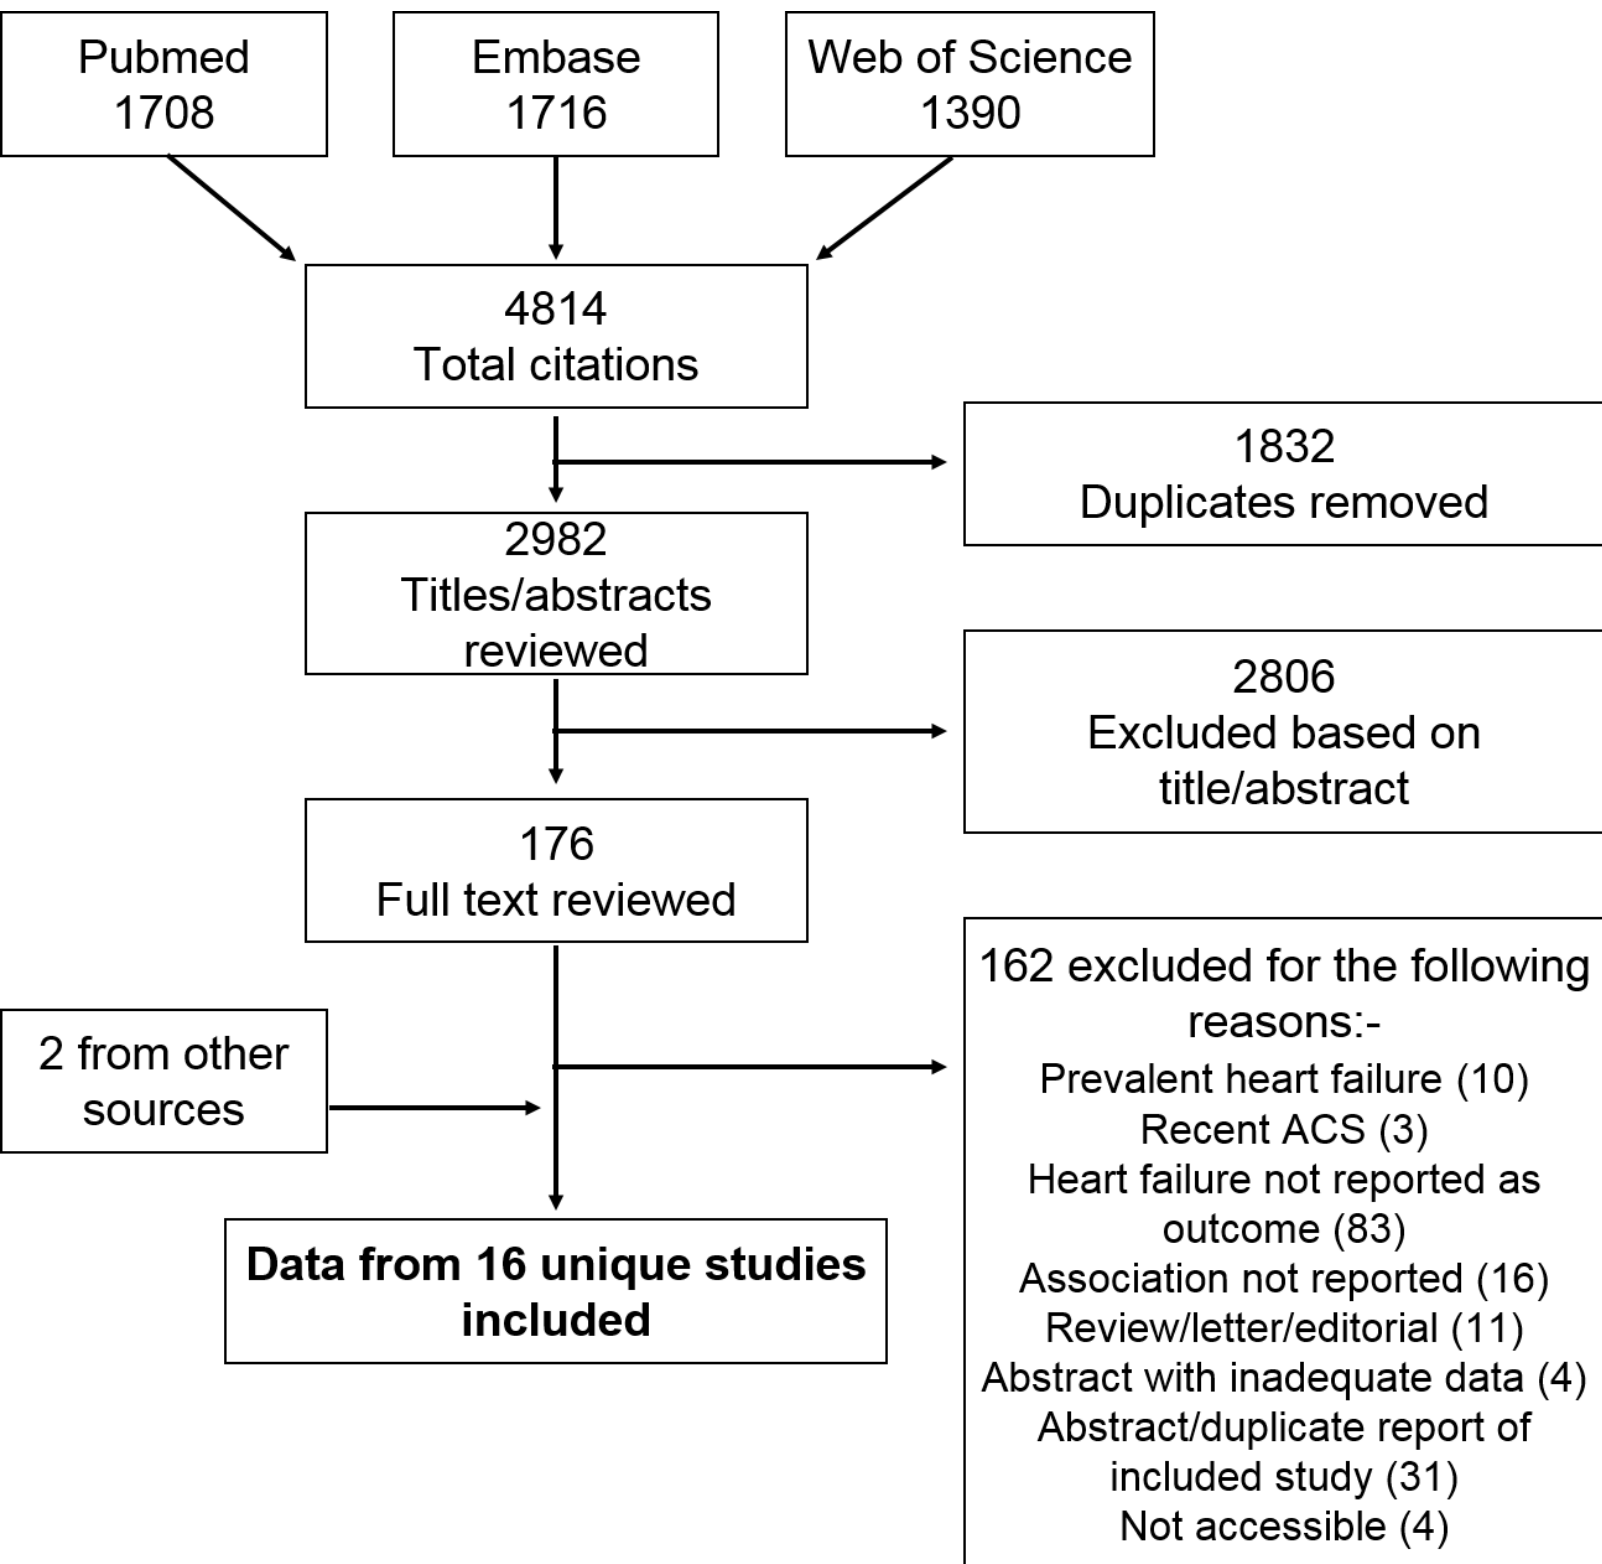 Pubmed
1708
Embase
1716
Web of Science
1390
4814
Total citations
1832
Duplicates removed
2982
Titles/abstracts
reviewed
2806
Excluded based on
title/abstract
176
Full text reviewed
162 excluded for the following
reasons:-
Prevalent heart failure (10)
Recent ACS (3)
Heart failure not reported as
outcome (83)
Association not reported (16)
Review/letter/editorial (11)
Abstract with inadequate data (4)
Abstract/duplicate report of
included study (31)
Not accessible (4)
2 from other
sources
Data from 16 unique studies
included